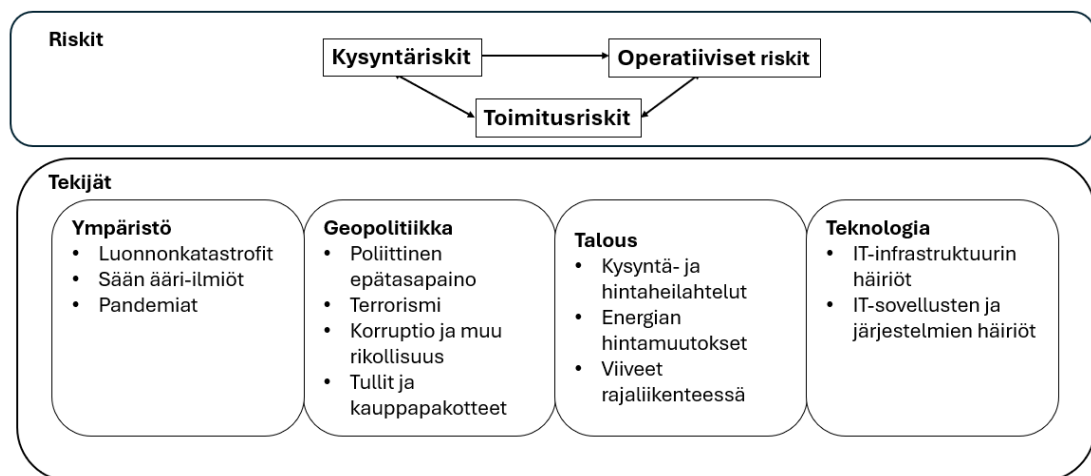 Riskit
Kysyntäriskit
Operatiiviset riskit
Toimitusriskit
Tekijät
Ympäristö
• Luonnonkatastrofit
• Sään ääri-ilmiöt
• Pandemiat
Geopolitiikka
• Poliittinen
epätasapaino
• Terrorismi
• Korruptio ja muu
rikollisuus
• Tullit ja
kauppapakotteet
Talous
• Kysyntä- ja
hintaheilahtelut
• Energian
hintamuutokset
• Viiveet
rajaliikenteessä
Teknologia
• IT-infrastruktuurin
häiriöt
• IT-sovellusten ja
järjestelmien häiriöt